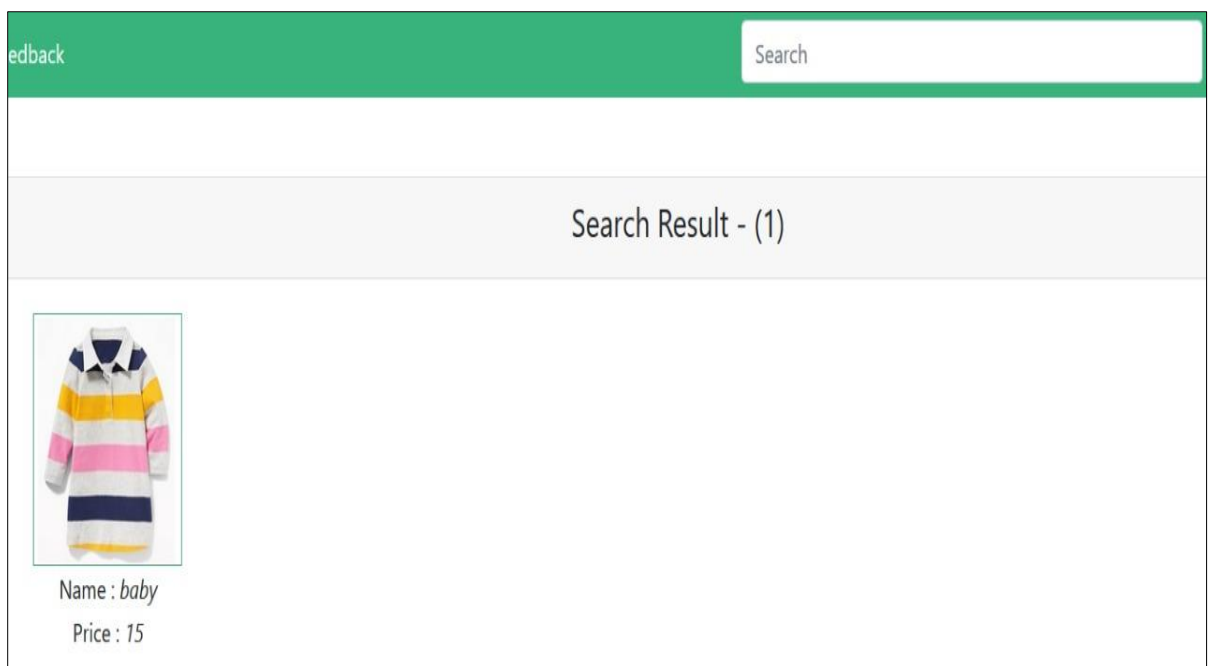 edback
Search
Search Result - (1)
Name : baby
Price : 15